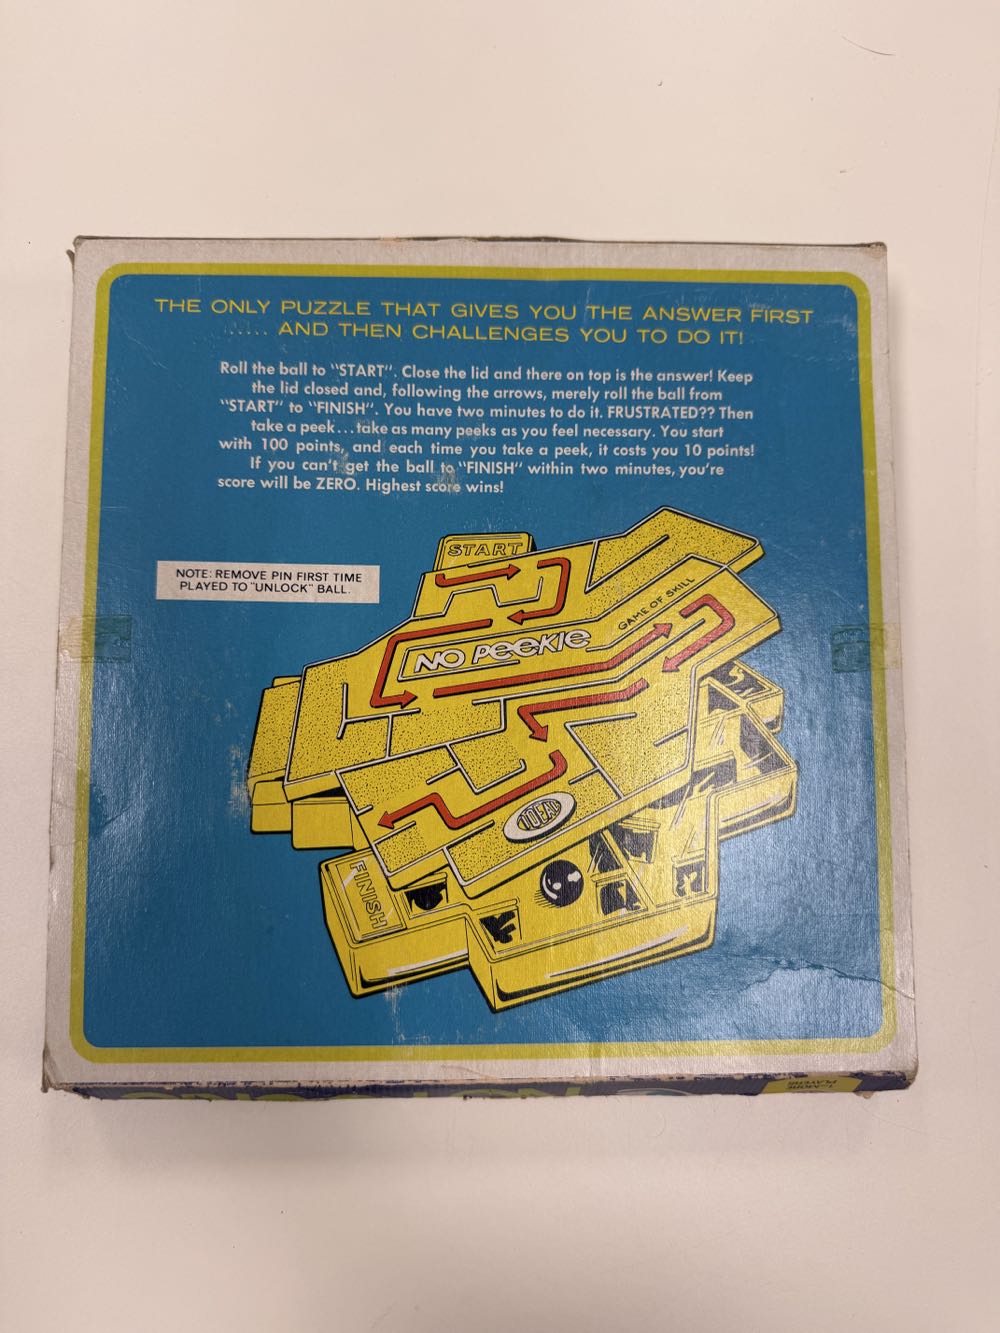 THE ONLY PUZZLE THAT GIVES YOU THE ANSWER FIRST
...... AND THEN CHALLENGES YOU TO DO IT!
Roll the ball to "START". Close the lid and there on top is the answer! Keep
the lid closed and, following the arrows, merely roll the ball from
"START" to "FINISH". You have two minutes to do it. FRUSTRATED?? Then
take a peek...take as many peeks as you feel necessary. You start
with 100 points, and each time you take a peek, it costs you 10 points!
If you can't get the ball to "FINISH" within two minutes, you're
score will be ZERO. Highest score wins!
START
NOTE: REMOVE PIN FIRST TIME
PLAYED TO "UNLOCK" BALL.
GAME OF SKILL
NO PEEKIE
IDEAL
FINISH
1 or MORE
PLAYERS